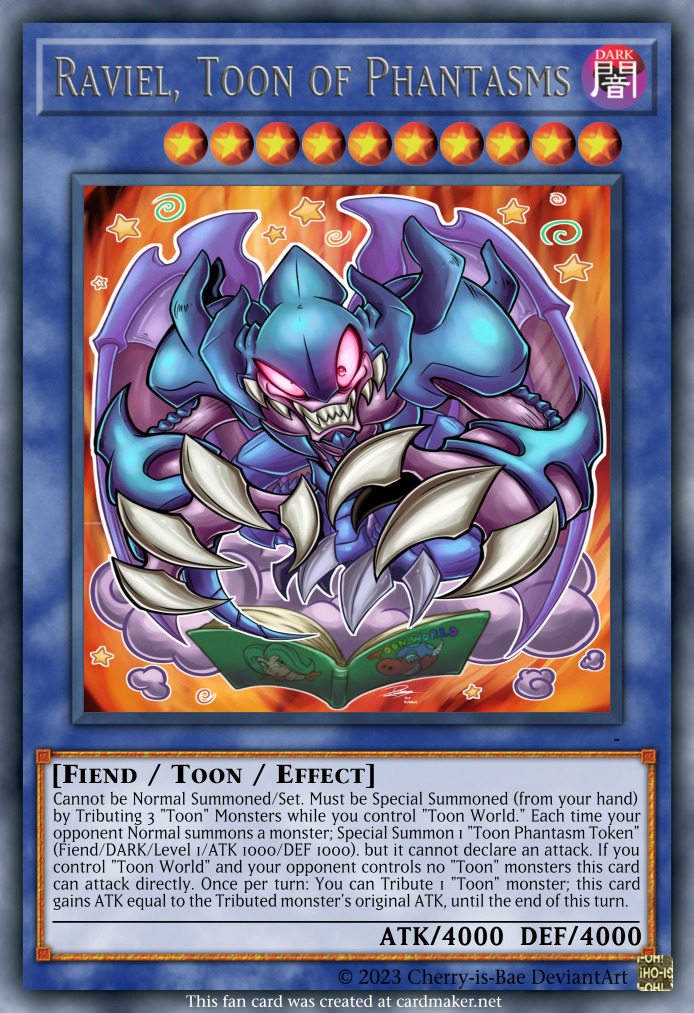 RAVIEL, TOON OF PHANTASMS
DARK
闇
TOON WORLD
-
[FIEND / TOON / EFFECT]
Cannot be Normal Summoned/Set. Must be Special Summoned (from your hand)
by Tributing 3 "Toon" Monsters while you control "Toon World." Each time your
opponent Normal summons a monster; Special Summon 1 "Toon Phantasm Token"
(Fiend/DARK/Level 1/ATK 1000/DEF 1000). but it cannot declare an attack. If you
control "Toon World" and your opponent controls no "Toon" monsters this card
can attack directly. Once per turn: You can Tribute 1 "Toon" monster; this card
gains ATK equal to the Tributed monster's original ATK, until the end of this turn.
ATK/4000 DEF/4000
© 2023 Cherry-is-Bae DeviantArt
This fan card was created at cardmaker.net